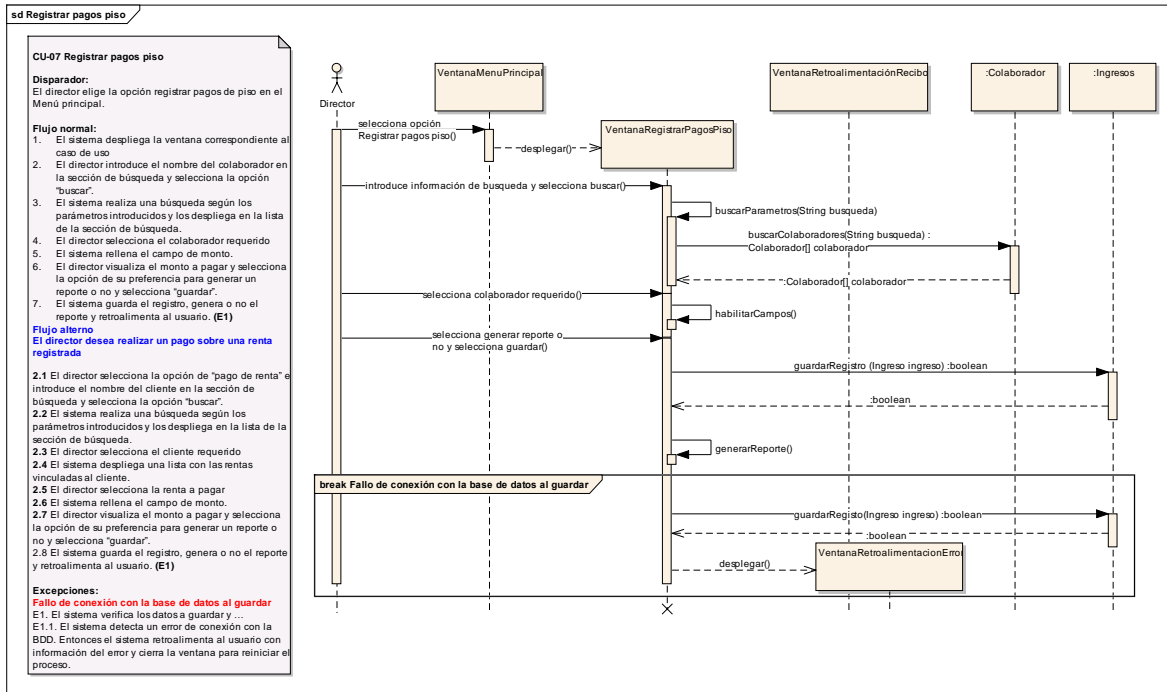 sd Registrar pagos piso
CU-07 Registrar pagos piso
Disparador:
El director elige la opción registrar pagos de piso en el
Menú principal.
Flujo normal:
1. El sistema despliega la ventana correspondiente al
caso de uso
2. El director introduce el nombre del colaborador en
la sección de búsqueda y selecciona la opción
“buscar”.
3. El sistema realiza una búsqueda según los
parámetros introducidos y los despliega en la lista
de la sección de búsqueda.
4. El director selecciona el colaborador requerido
5. El sistema rellena el campo de monto.
6. El director visualiza el monto a pagar y selecciona
la opción de su preferencia para generar un
reporte o no y selecciona “guardar”.
7. El sistema guarda el registro, genera o no el
reporte y retroalimenta al usuario. (E1)
Flujo alterno
El director desea realizar un pago sobre una renta
registrada
2.1 El director selecciona la opción de “pago de renta” e
introduce el nombre del cliente en la sección de
búsqueda y selecciona la opción “buscar”.
2.2 El sistema realiza una búsqueda según los
parámetros introducidos y los despliega en la lista de la
sección de búsqueda.
2.3 El director selecciona el cliente requerido
2.4 El sistema despliega una lista con las rentas
vinculadas al cliente.
2.5 El director selecciona la renta a pagar
2.6 El sistema rellena el campo de monto.
2.7 El director visualiza el monto a pagar y selecciona
la opción de su preferencia para generar un reporte o
no y selecciona “guardar”.
2.8 El sistema guarda el registro, genera o no el reporte
y retroalimenta al usuario. (E1)
Excepciones:
Fallo de conexión con la base de datos al guardar
E1. El sistema verifica los datos a guardar y ...
E1.1. El sistema detecta un error de conexión con la
BDD. Entonces el sistema retroalimenta al usuario con
información del error y cierra la ventana para reiniciar el
proceso.
Director
VentanaMenuPrincipal
VentanaRetroalimentaciónRecibo
:Colaborador
:Ingresos
selecciona opción
Registrar pagos piso()
VentanaRegistrarPagosPiso
desplegar()
introduce información de busqueda y selecciona buscar()
buscarParametros(String busqueda)
buscarColaboradores(String busqueda) :
Colaborador[] colaborador
:Colaborador[] colaborador
selecciona colaborador requerido()
habilitarCampos()
selecciona generar reporte o
no y selecciona guardar()
guardarRegistro (Ingreso ingreso) :boolean
:boolean
generarReporte()
break Fallo de conexión con la base de datos al guardar
guardarRegisto(Ingreso ingreso) :boolean
:boolean
VentanaRetroalimentacionError
desplegar()